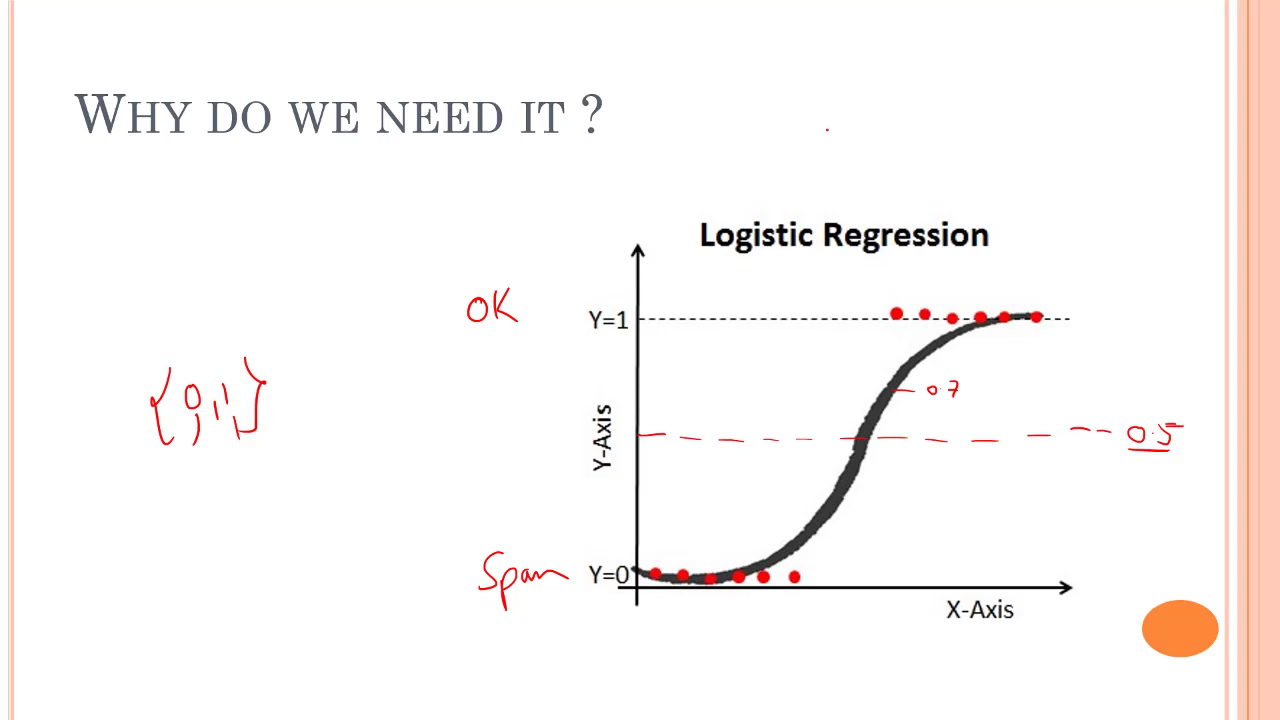 WHY DO WE NEED IT ?
Logistic Regression
OK
Y=1
{0,1,}
0.7
Y-Axis
0.5
Spam
Y=0
X-Axis